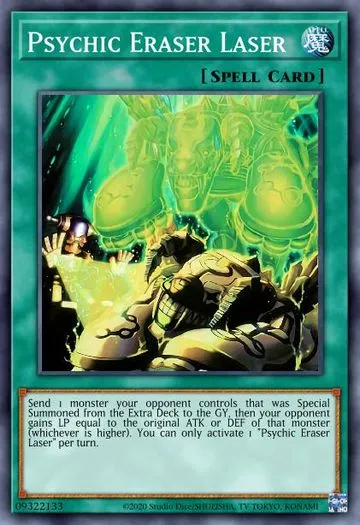 PSYCHIC ERASER LASER
[SPELL CARD]
Send 1 monster your opponent controls that was Special
Summoned from the Extra Deck to the GY, then your opponent
gains LP equal to the original ATK or DEF of that monster
(whichever is higher). You can only activate 1 "Psychic Eraser
Laser" per turn.
09322133
©2020 Studio Dice/SHUEISHA, TV TOKYO, KONAMI